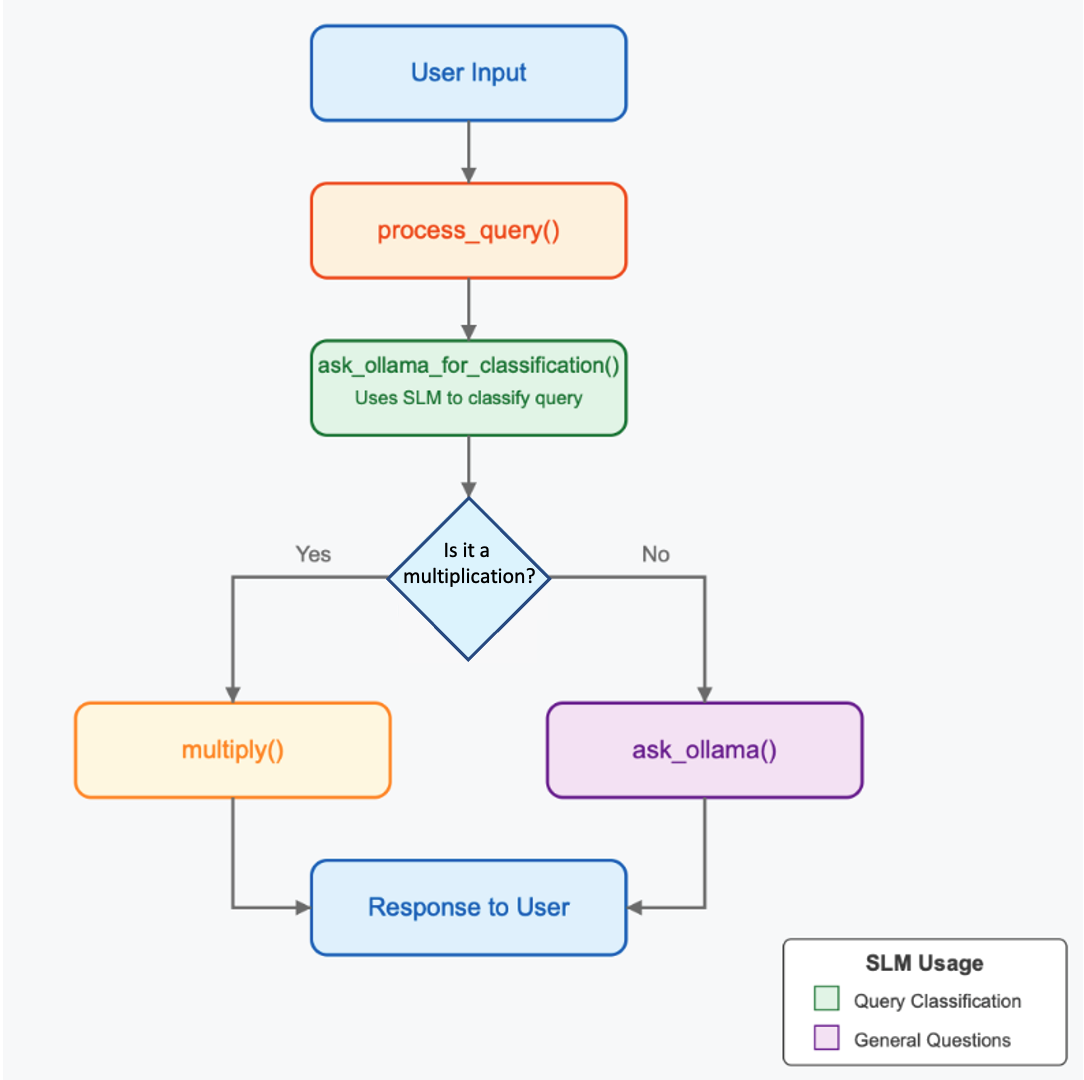 User Input
process_query()
ask_ollama_for_classification()
Uses SLM to classify query
Is it a
multiplication?
Yes
No
multiply()
ask_ollama()
Response to User
SLM Usage
Query Classification
General Questions